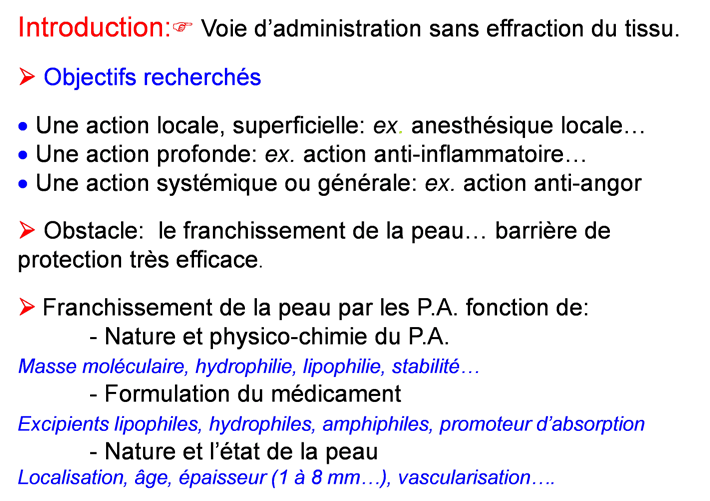 Introduction:☞ Voie d’administration sans effraction du tissu.
➢ Objectifs recherchés
• Une action locale, superficielle: ex. anesthésique locale…
• Une action profonde: ex. action anti-inflammatoire…
• Une action systémique ou générale: ex. action anti-angor
➢ Obstacle: le franchissement de la peau… barrière de
protection très efficace.
➢ Franchissement de la peau par les P.A. fonction de:
- Nature et physico-chimie du P.A.
Masse moléculaire, hydrophilie, lipophilie, stabilité…
- Formulation du médicament
Excipients lipophiles, hydrophiles, amphiphiles, promoteur d’absorption
- Nature et l’état de la peau
Localisation, âge, épaisseur (1 à 8 mm…), vascularisation….